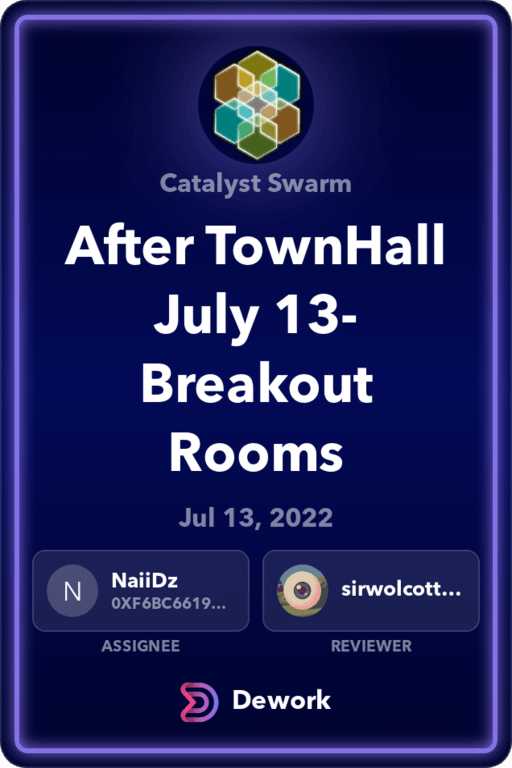 Catalyst Swarm
After TownHall
July 13-
Breakout
Rooms
Jul 13, 2022
N
NaiiDz
0XF6BC6619...
sirwolcott...
ASSIGNEE
REVIEWER
Dework